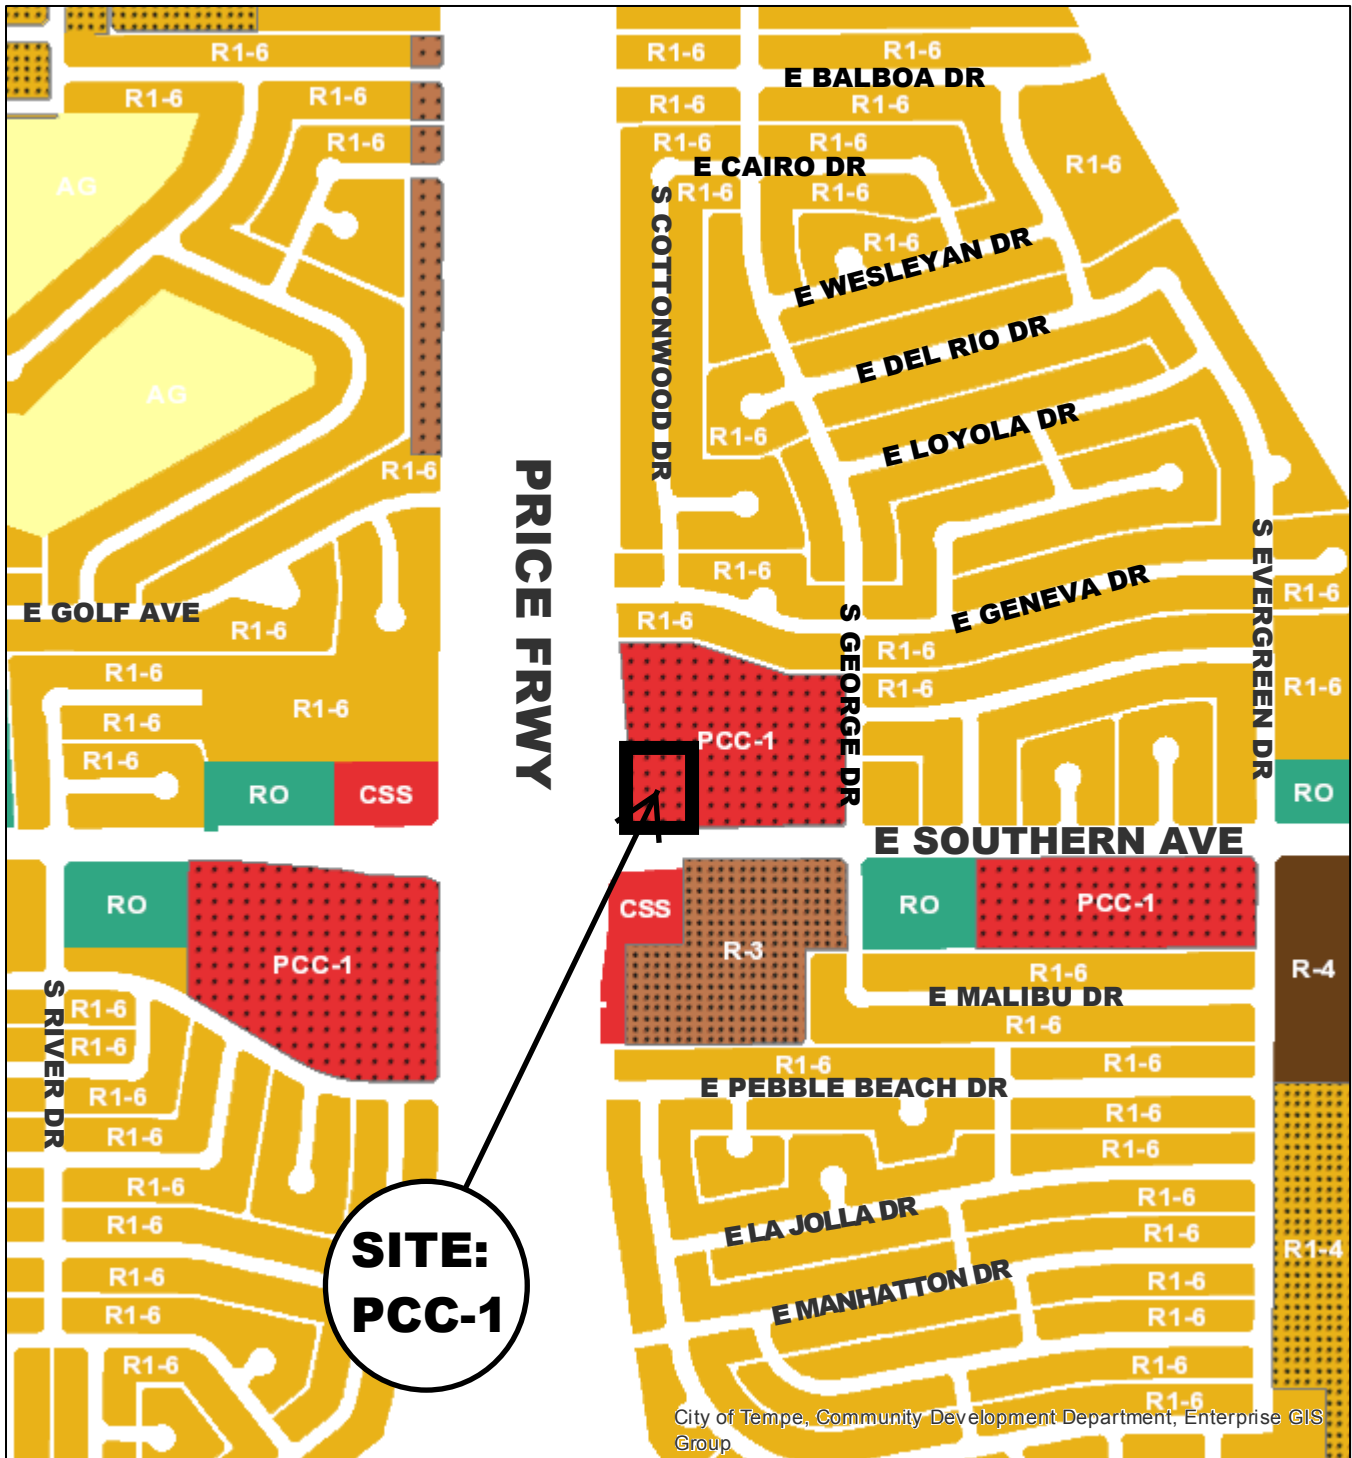 R1-6
R1-6
R1-6
E BALBOA DR
R1-6
R1-6
R1-6
R1-6
R1-6
R1-6
R1-6
E CAIRO DR
R1-6
AG
R1-6
R1-6
S COTTONWOOD DR
R1-6
E WESLEYAN DR
E DEL RIO DR
AG
E LOYOLA DR
R1-6
R1-6
PRICE FRWY
S EVERGREEN DR
R1-6
E GENEVA DR
R1-6
E GOLF AVE
R1-6
R1-6
S GEORGE DR
R1-6
R1-6
R1-6
R1-6
R1-6
R1-6
R1-6
PCC-1
R1-6
RO
CSS
RO
E SOUTHERN AVE
RO
CSS
RO
PCC-1
PCC-1
R-3
R-4
R1-6
S RIVER DR
E MALIBU DR
R1-6
R1-6
R1-6
R1-6
R1-6
E PEBBLE BEACH DR
R1-6
R1-6
R1-6
R1-6
R1-6
R1-6
E LA JOLLA DR
R1-6
R1-6
R1-4
SITE:
PCC-1
R1-6
E MANHATTON DR
R1-6
R1-6
R1-6
R1-6
R1-6
R1-6
City of Tempe, Community Development Department, Enterprise GIS
Group